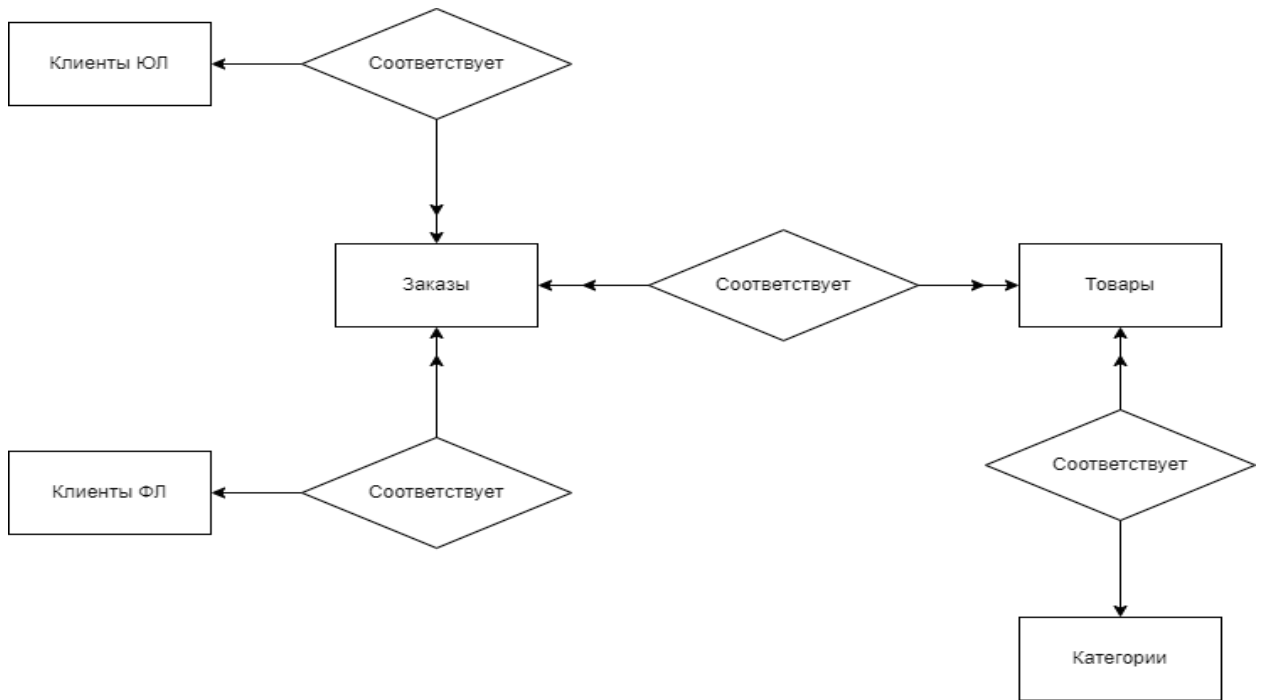 Клиенты ЮЛ
Соответствует
Заказы
Соответствует
Товары
Клиенты ФЛ
Соответствует
Соответствует
Категории